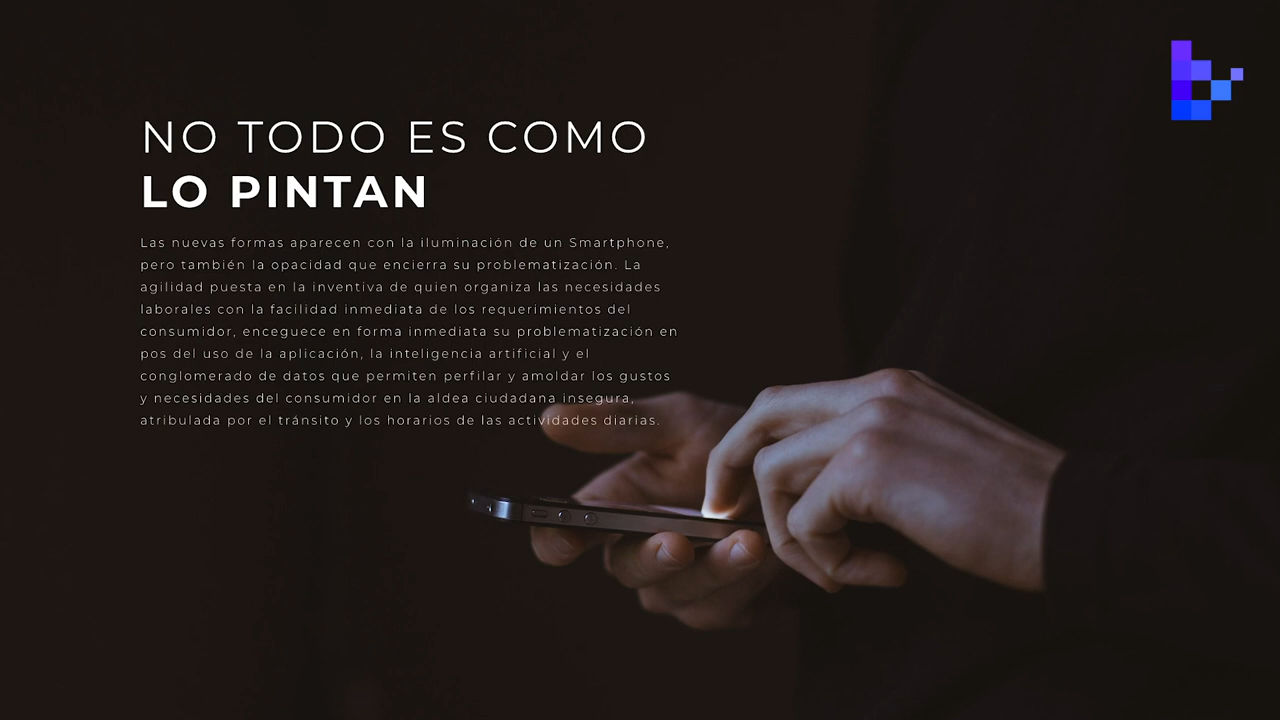 NO TODO ES COMO
LO PINTAN
Las nuevas formas aparecen con la iluminación de un Smartphone,
pero también la opacidad que encierra su problematización. La
agilidad puesta en la inventiva de quien organiza las necesidades
laborales con la facilidad inmediata de los requerimientos del
consumidor, enceguece en forma inmediata su problematización en
pos del uso de la aplicación, la inteligencia artificial y el
conglomerado de datos que permiten perfilar y amoldar los gustos
y necesidades del consumidor en la aldea ciudadana insegura,
atribulada por el tránsito y los horarios de las actividades diarias.